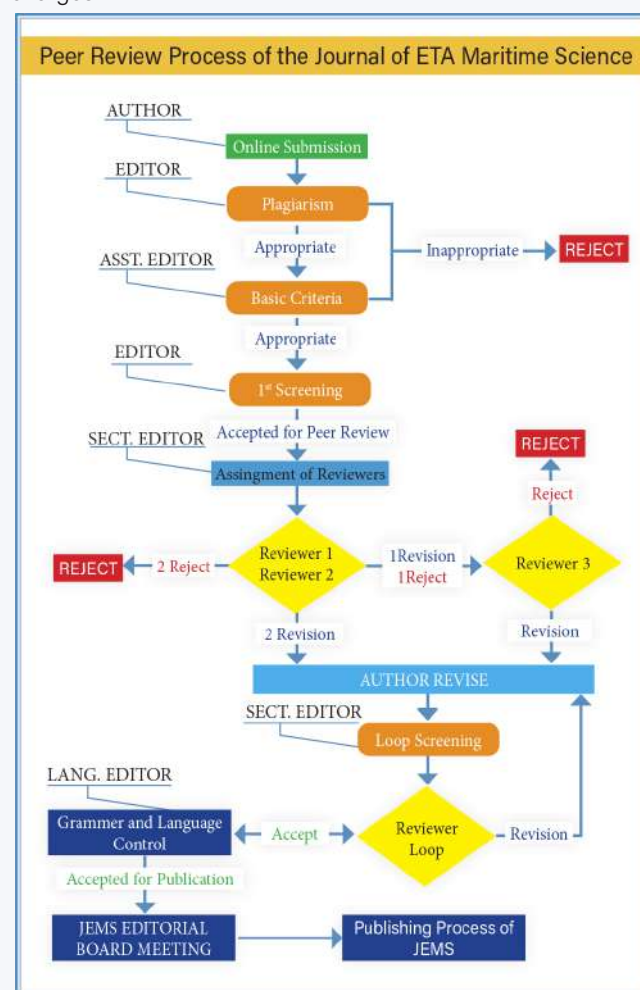 Peer Review Process of the Journal of ETA Maritime Science
AUTHOR
Online Submission
EDITOR
Plagiarism
Appropriate
Inappropriate
REJECT
ASST. EDITOR
Basic Criteria
Appropriate
EDITOR
1st Screening
Accepted for Peer Review
SECT. EDITOR
Assingment of Reviewers
REJECT
Reject
Reviewer 1
Reviewer 2
2 Reject
REJECT
1Revision
1Reject
Reviewer 3
2 Revision
Revision
AUTHOR REVISE
SECT. EDITOR
Loop Screening
LANG. EDITOR
Grammer and Language
Control
Accept
Reviewer
Loop
Revision
Accepted for Publication
JEMS EDITORIAL
BOARD MEETING
Publishing Process of
JEMS